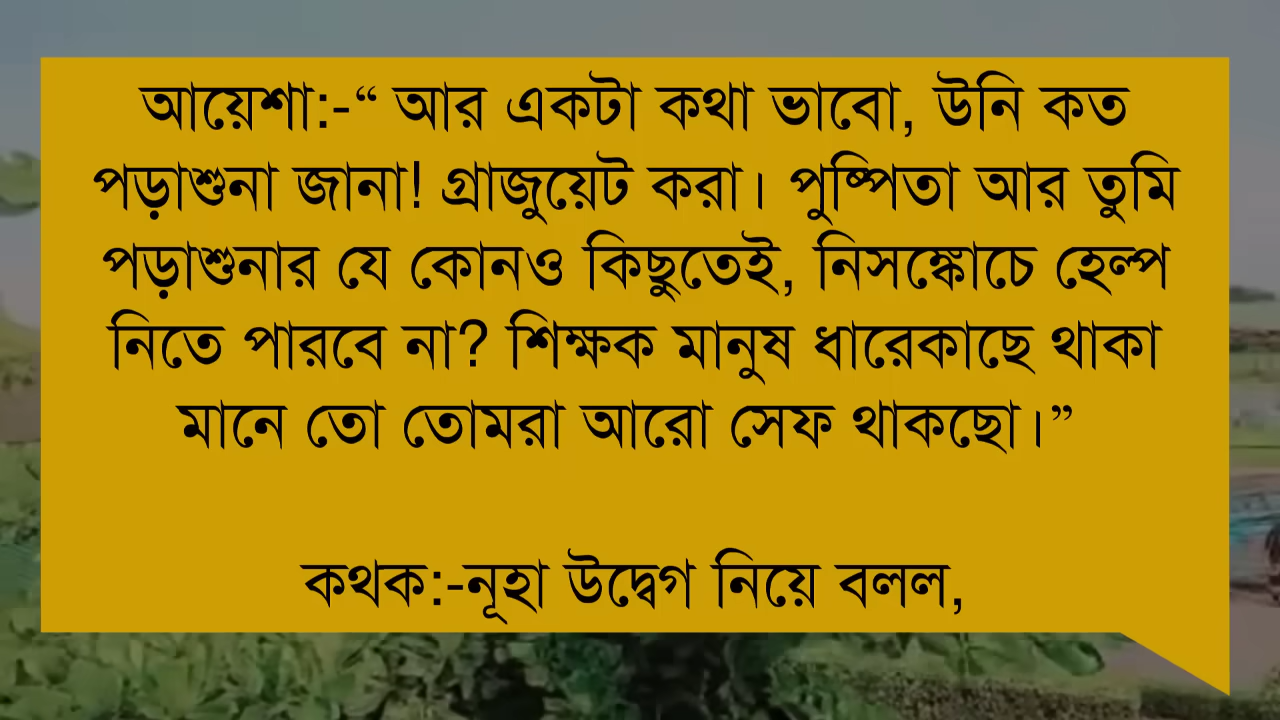 আয়েশা:-“ আর একটা কথা ভাবো, উনি কত
পড়াশুনা জানা! গ্রাজুয়েট করা। পুষ্পিতা আর তুমি
পড়াশুনার যে কোনও কিছুতেই, নিসঙ্কোচে হেল্প
নিতে পারবে না? শিক্ষক মানুষ ধারেকাছে থাকা
মানে তো তোমরা আরো সেফ থাকছো।”
কথক:-নূহা উদ্বেগ নিয়ে বলল,